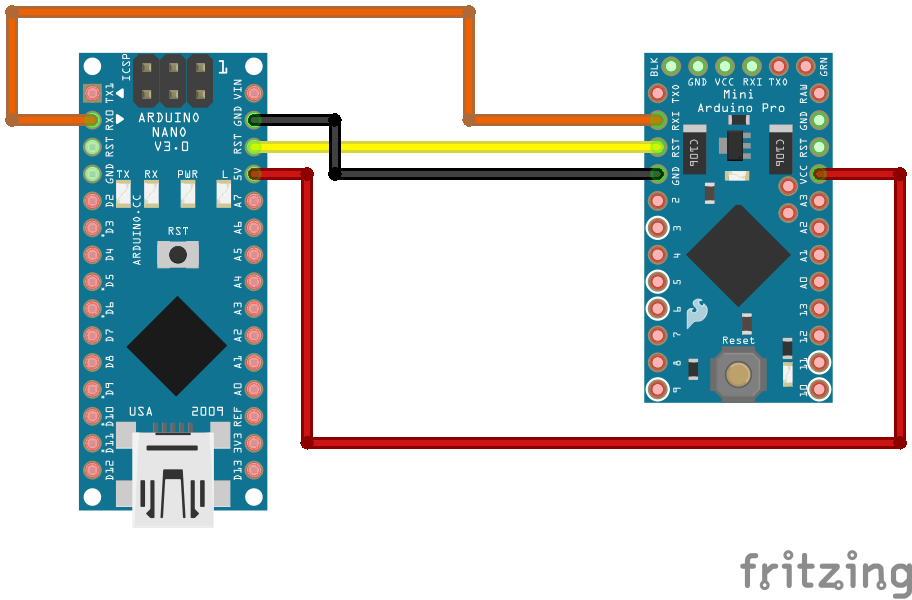 ICSP
1
TX1
RX0
RST
GND
D2
D3
D4
D5
D6
D7
D8
D9
D10
D11
D12
VIN
GND
RST
5V
A7
A6
A5
A4
A3
A2
A1
A0
REF
3V3
D13
ARDUINO
NANO
V3.0
TX RX PWR L
ARDUINO.CC
RST
USA 2009
BLK GND VCC RXI TXO GRN
Mini
Arduino Pro
TXO
RXI
RST
GND
2
3
4
5
6
7
8
9
RAW
GND
RST
VCC
A3
A2
A1
A0
13
12
11
10
C106
C106
Reset
fritzing